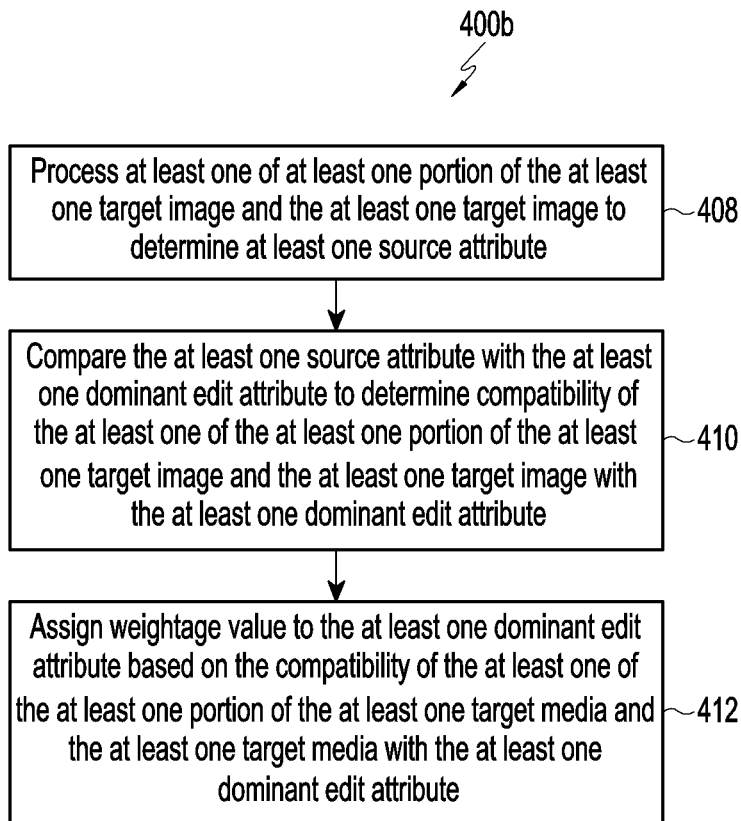 400b
Process at least one of at least one portion of the at least
one target image and the at least one target image to
determine at least one source attribute
408
Compare the at least one source attribute with the at least
one dominant edit attribute to determine compatibility of
the at least one of the at least one portion of the at least
one target image and the at least one target image with
the at least one dominant edit attribute
410
Assign weightage value to the at least one dominant edit
attribute based on the compatibility of the at least one of
the at least one portion of the at least one target media and
the at least one target media with the at least one
dominant edit attribute
412